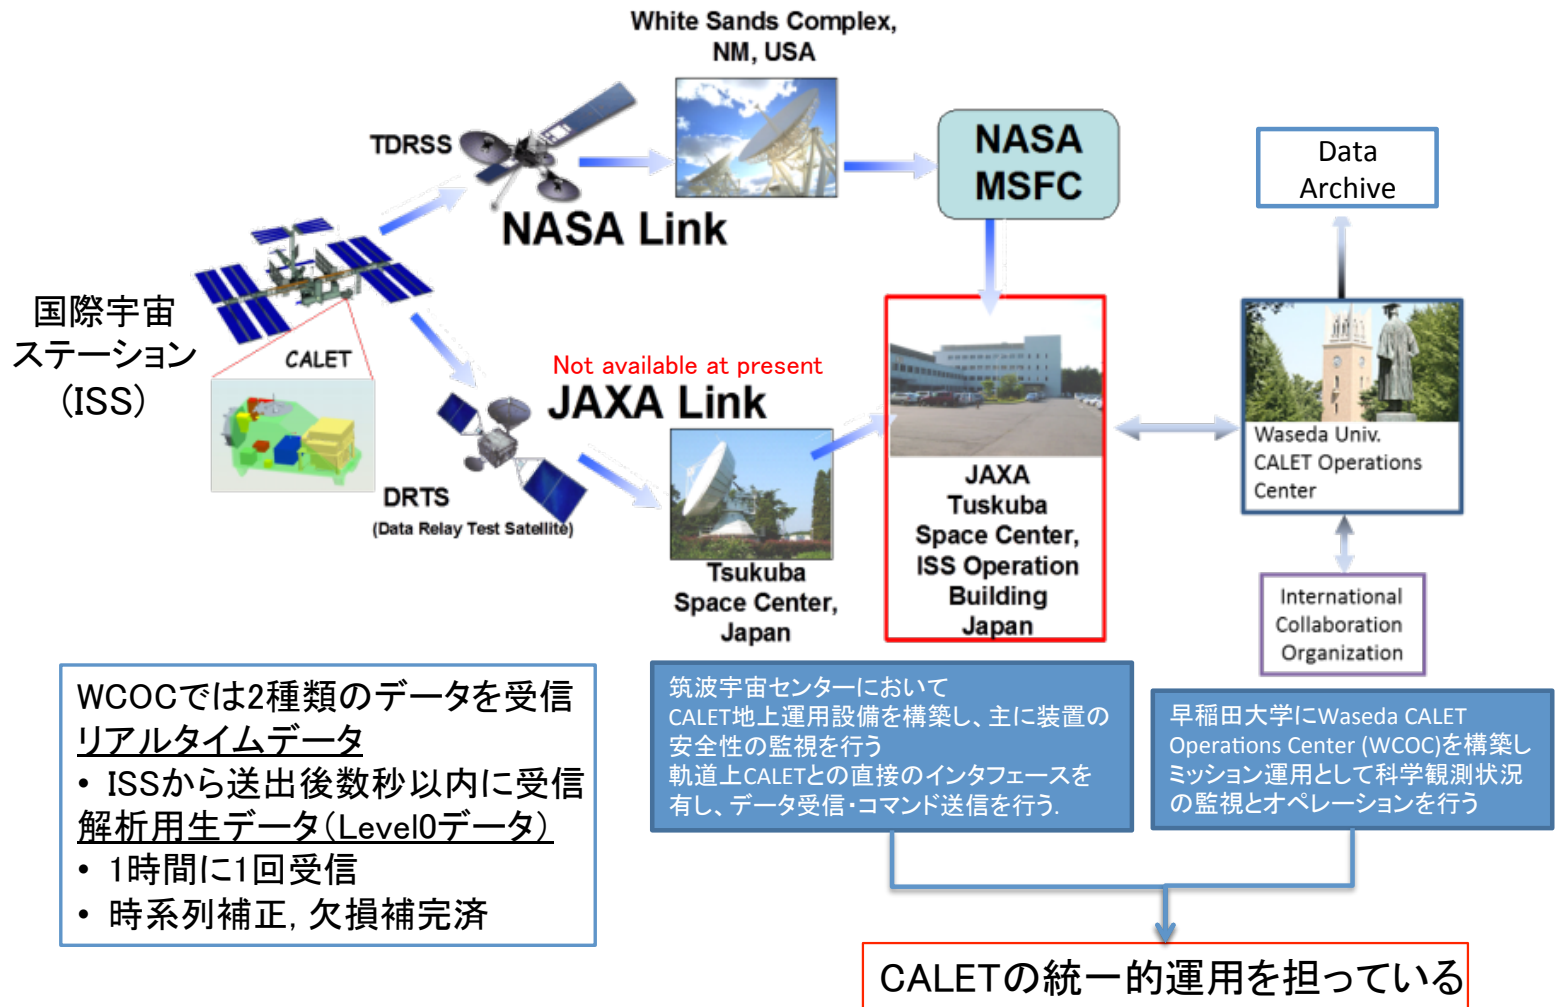 White Sands Complex,
NM, USA
TDRSS
NASA Link
NASA
MSFC
Data
Archive
国際宇宙
ステーション
(ISS)
CALET
Not available at present
JAXA Link
DRTS
(Data Relay Test Satellite)
Tsukuba
Space Center,
Japan
JAXA
Tuskuba
Space Center,
ISS Operation
Building
Japan
Waseda Univ.
CALET Operations
Center
International
Collaboration
Organization
WCOCでは2種類のデータを受信
リアルタイムデータ
• ISSから送出後数秒以内に受信
解析用生データ(Level0データ)
• 1時間に1回受信
• 時系列補正, 欠損補完済
筑波宇宙センターにおいて
CALET地上運用設備を構築し、主に装置の
安全性の監視を行う
軌道上CALETとの直接のインタフェースを
有し、データ受信・コマンド送信を行う.
早稲田大学にWaseda CALET
Operations Center (WCOC)を構築し
ミッション運用として科学観測状況
の監視とオペレーションを行う
CALETの統一的運用を担っている